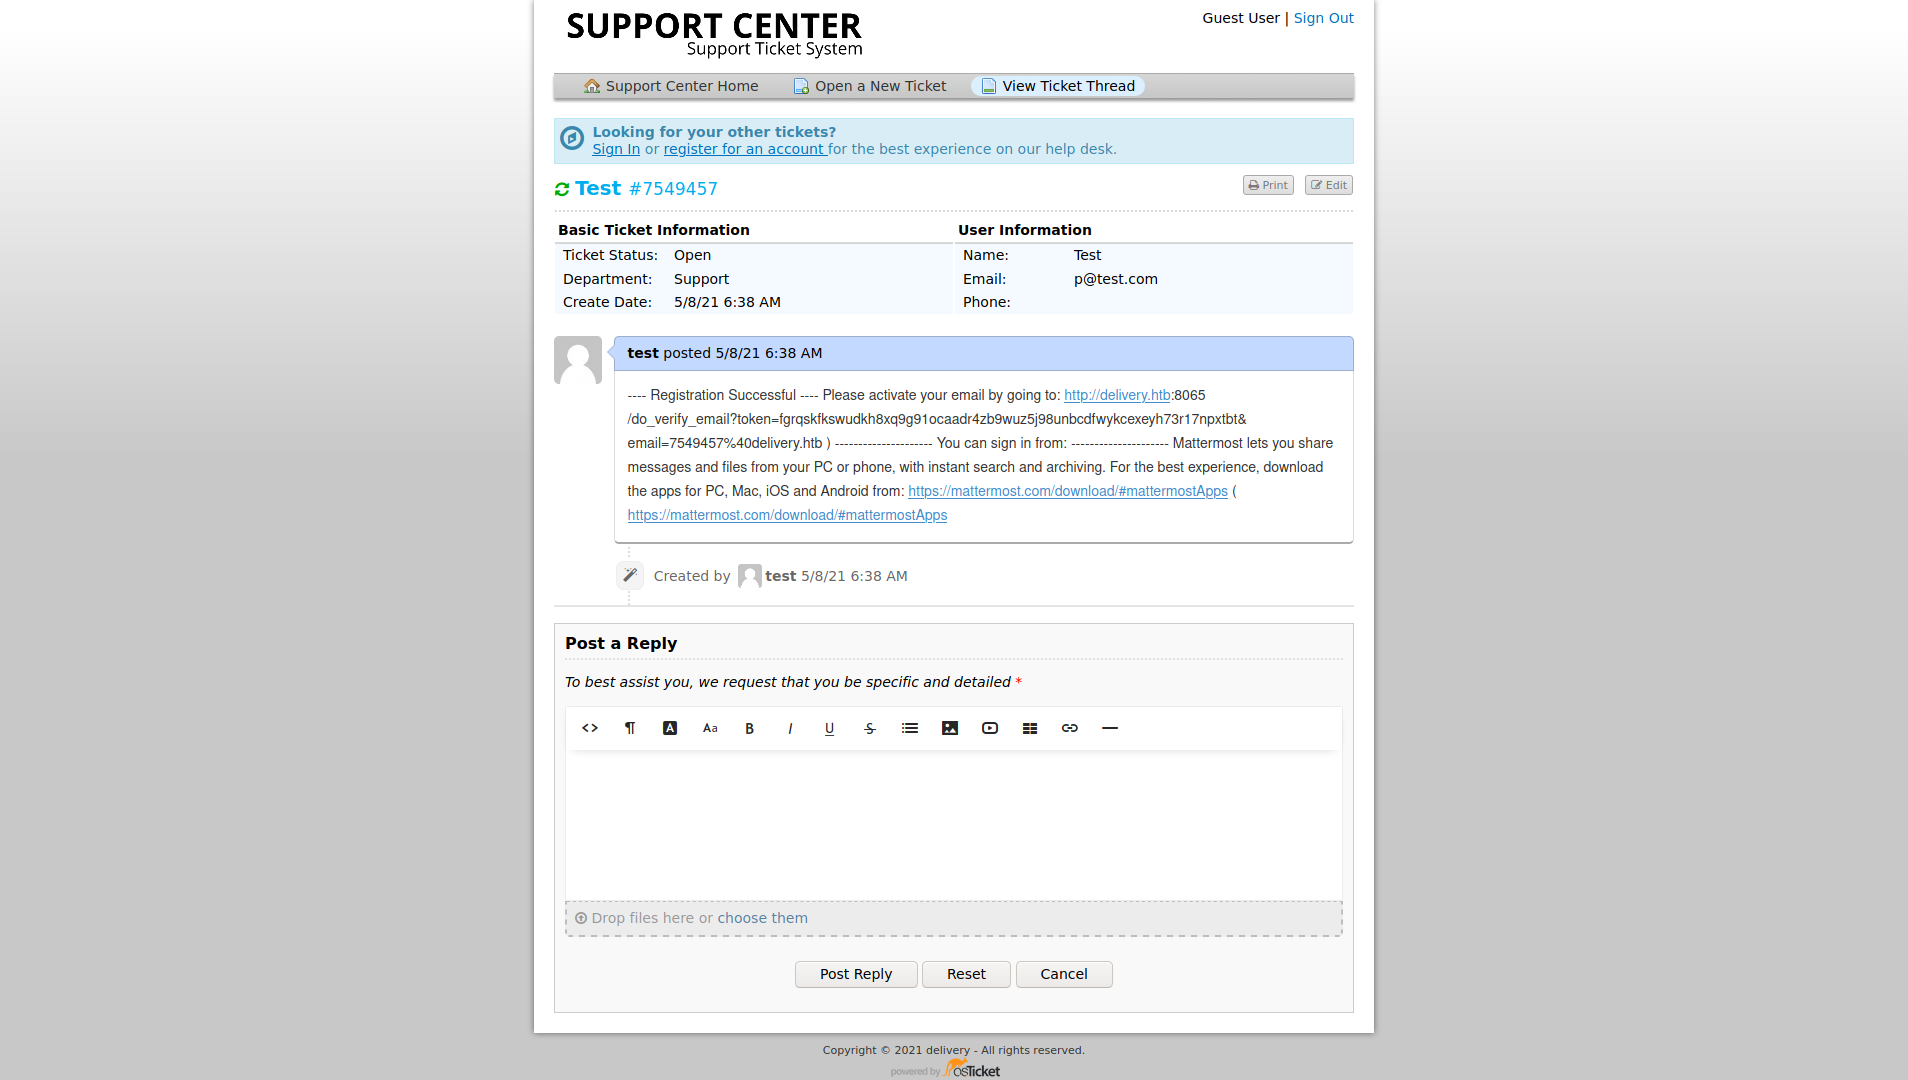 SUPPORT CENTER
Support Ticket System
Guest User | Sign Out
Support Center Home Open a New Ticket View Ticket Thread
Looking for your other tickets?
Sign In or register for an account for the best experience on our help desk.
Test #7549457
Print Edit
Basic Ticket Information User Information
Ticket Status: Open Name: Test
Department: Support Email: p@test.com
Create Date: 5/8/21 6:38 AM Phone:
test posted 5/8/21 6:38 AM
---- Registration Successful ---- Please activate your email by going to: http://delivery.htb:8065
/do_verify_email?token=fgrqskfkswudkh8xq9g91ocaadr4zb9wuz5j98unbcdfwykcexeyh73r17npxtbt&
email=7549457%40delivery.htb ) --------------------- You can sign in from: --------------------- Mattermost lets you share
messages and files from your PC or phone, with instant search and archiving. For the best experience, download
the apps for PC, Mac, iOS and Android from: https://mattermost.com/download/#mattermostApps (
https://mattermost.com/download/#mattermostApps
Created by test 5/8/21 6:38 AM
Post a Reply
To best assist you, we request that you be specific and detailed *
<> ¶ A Aa B I U S
Drop files here or choose them
Post Reply Reset Cancel
Copyright © 2021 delivery - All rights reserved.
powered by osTicket